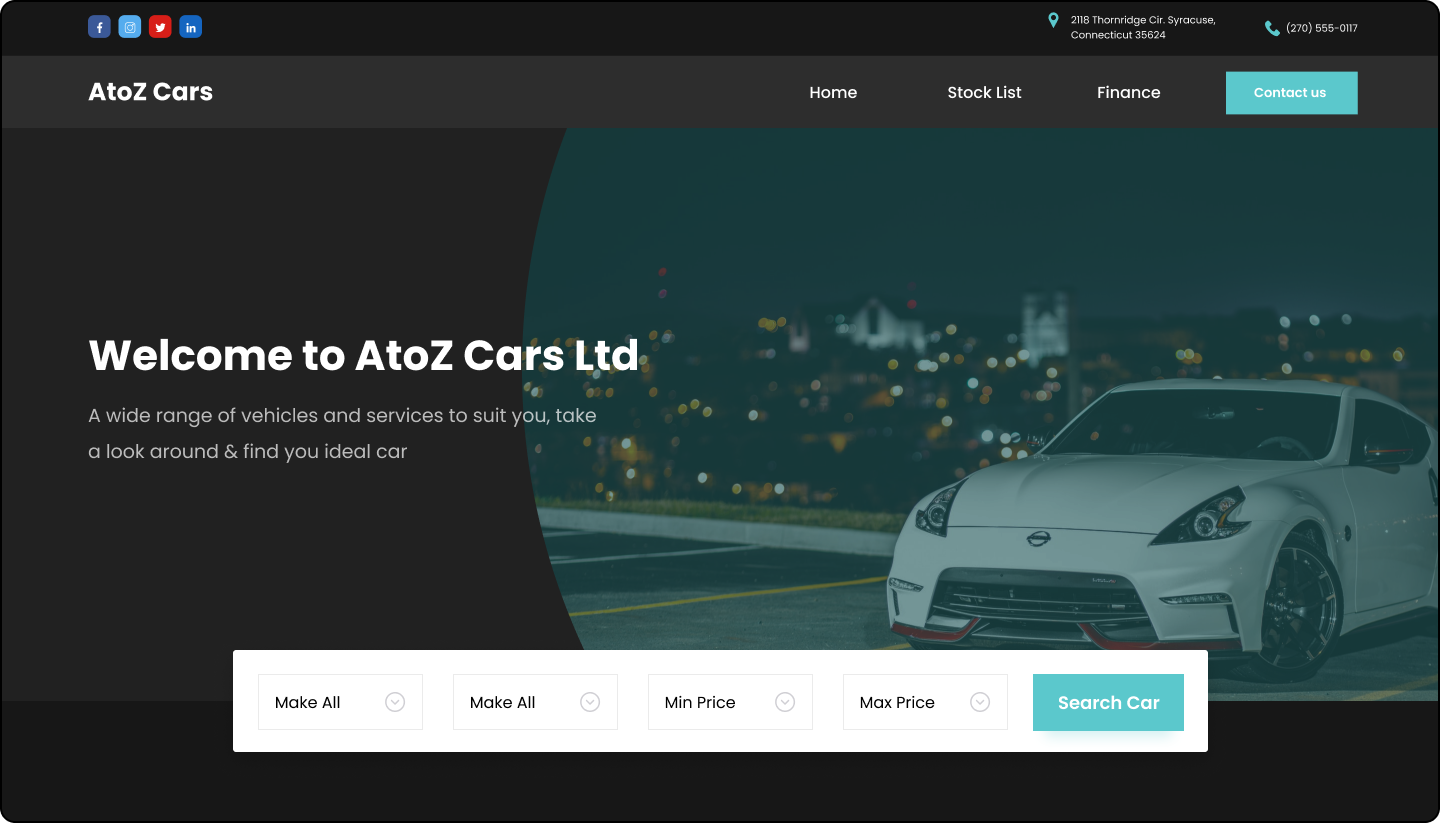 2118 Thornridge Cir. Syracuse,
Connecticut 35624
(270) 555-0117
AtoZ Cars
Home
Stock List
Finance
Contact us
Welcome to AtoZ Cars Ltd
A wide range of vehicles and services to suit you, take
a look around & find you ideal car
Make All
Make All
Min Price
Max Price
Search Car